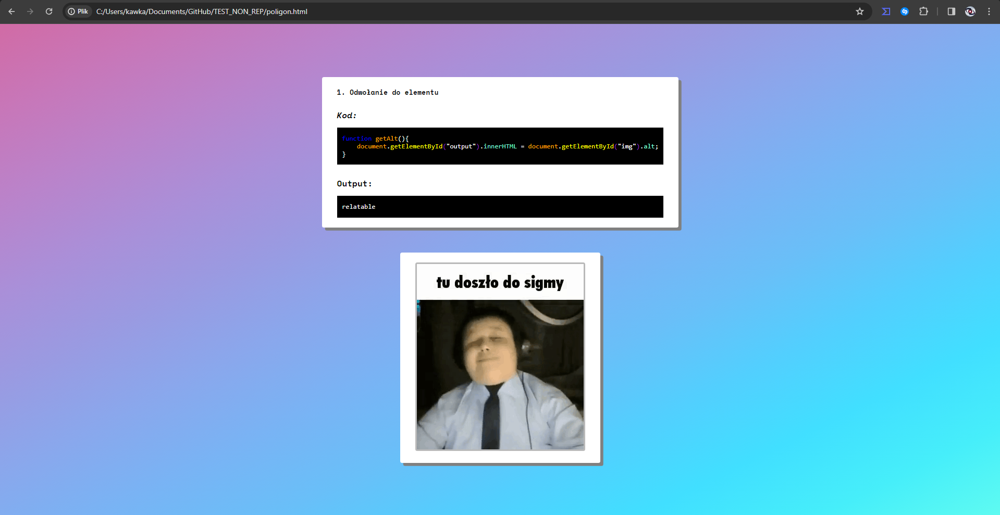 Plik C:/Users/kawka/Documents/GitHub/TEST_NON_REP/poligon.html
1. Odwołanie do elementu
Kod:
function getAlt(){
    document.getElementById("output").innerHTML = document.getElementById("img").alt;
}
Output:
relatable
tu doszło do sigmy